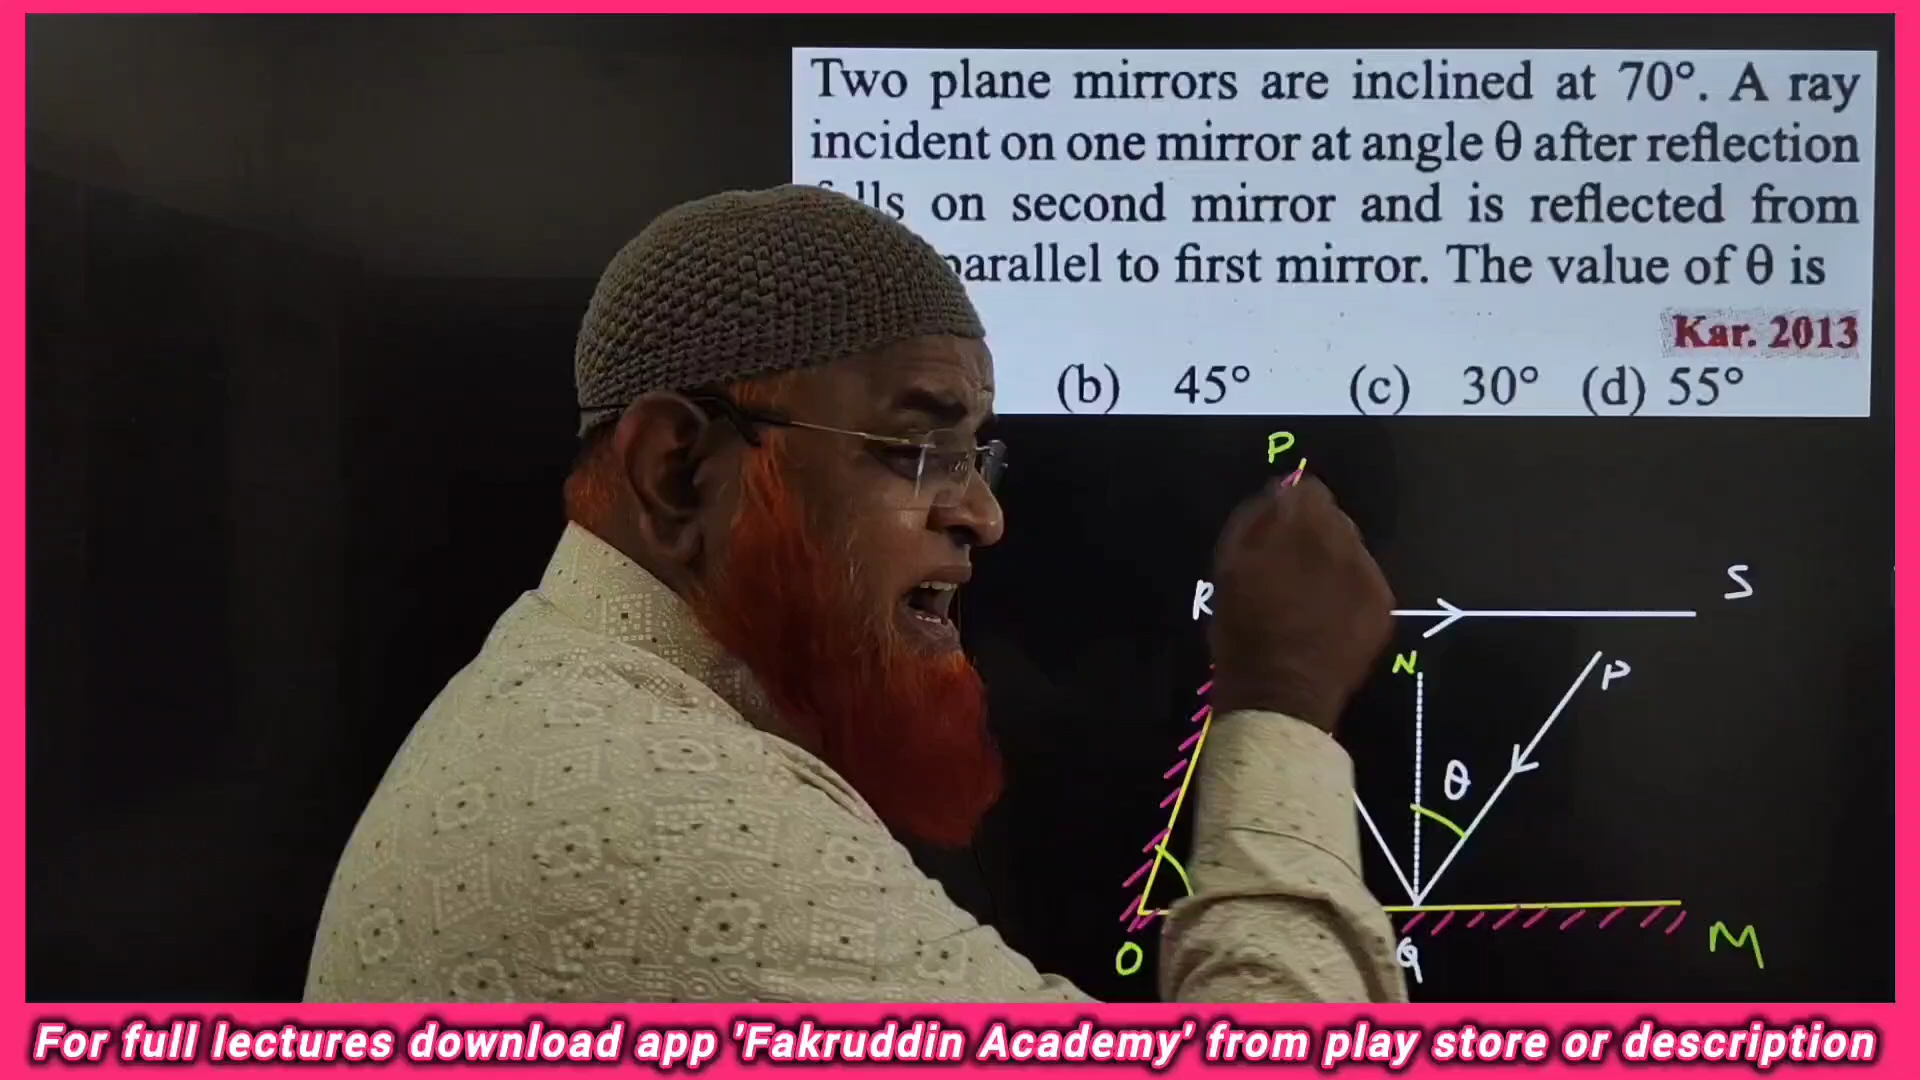 Two plane mirrors are inclined at 70°. A ray
incident on one mirror at angle θ after reflection
on second mirror and is reflected from
parallel to first mirror. The value of θ is
Kar. 2013
(b) 45° (c) 30° (d) 55°
P
R
S
N
P
θ
O
Q
M
For full lectures download app 'Fakruddin Academy' from play store or description